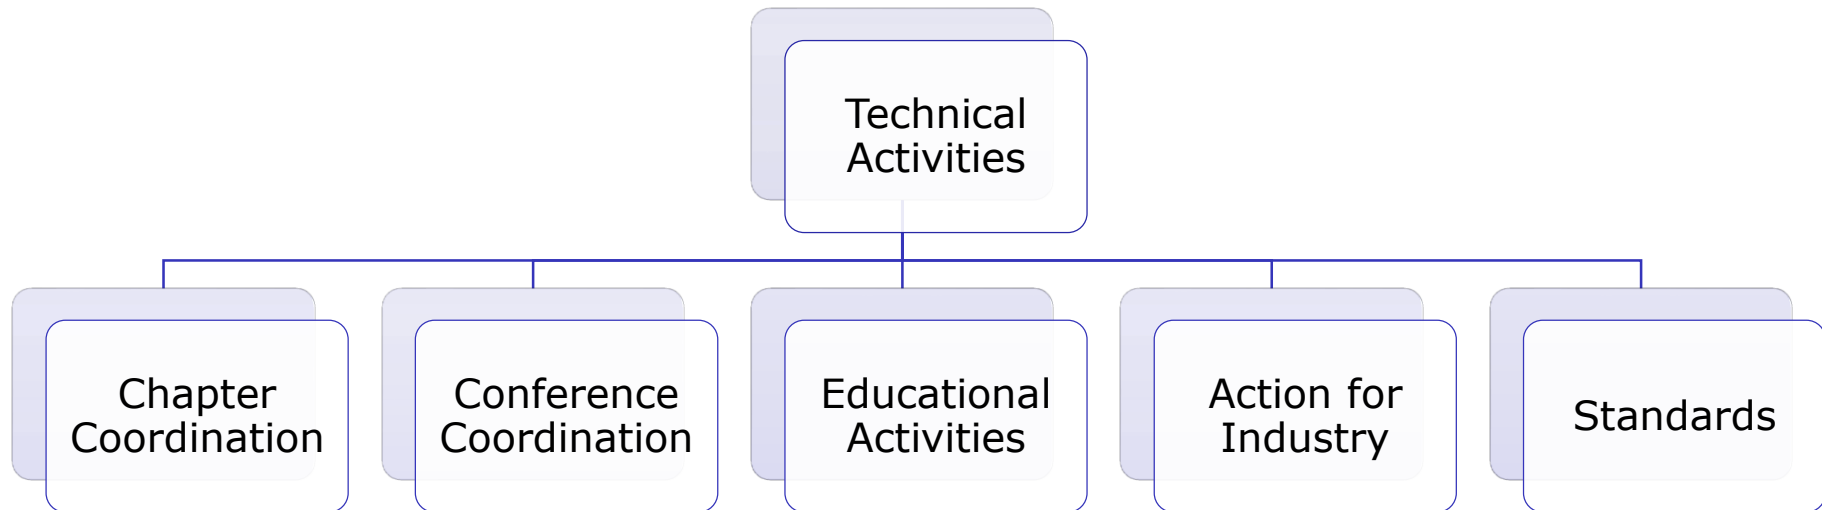 Technical
Activities
Chapter
Coordination
Conference
Coordination
Educational
Activities
Action for
Industry
Standards